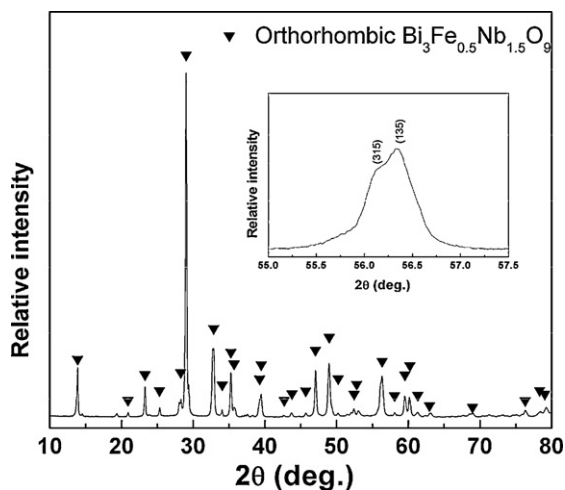 ▼ Orthorhombic Bi₃Fe₀.₅Nb₁.₅O₉
Relative intensity
(315)
(135)
Relative intensity
55.0 55.5 56.0 56.5 57.0 57.5
2θ (deg.)
10 20 30 40 50 60 70 80
2θ (deg.)